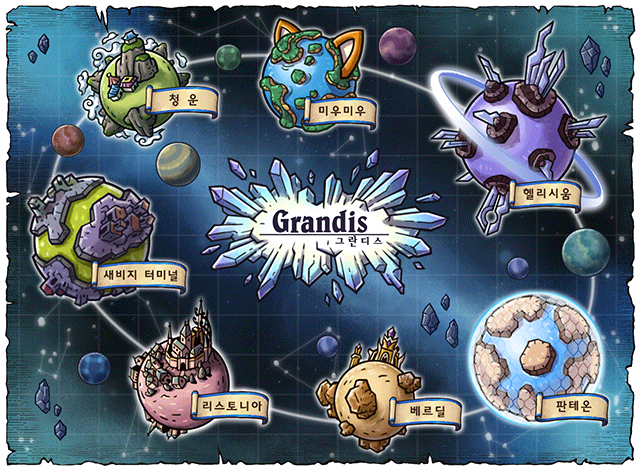 청 운
미우미우
헬리시움
Grandis
그란디스
새비지 터미널
리스토니아
베르딜
판테온